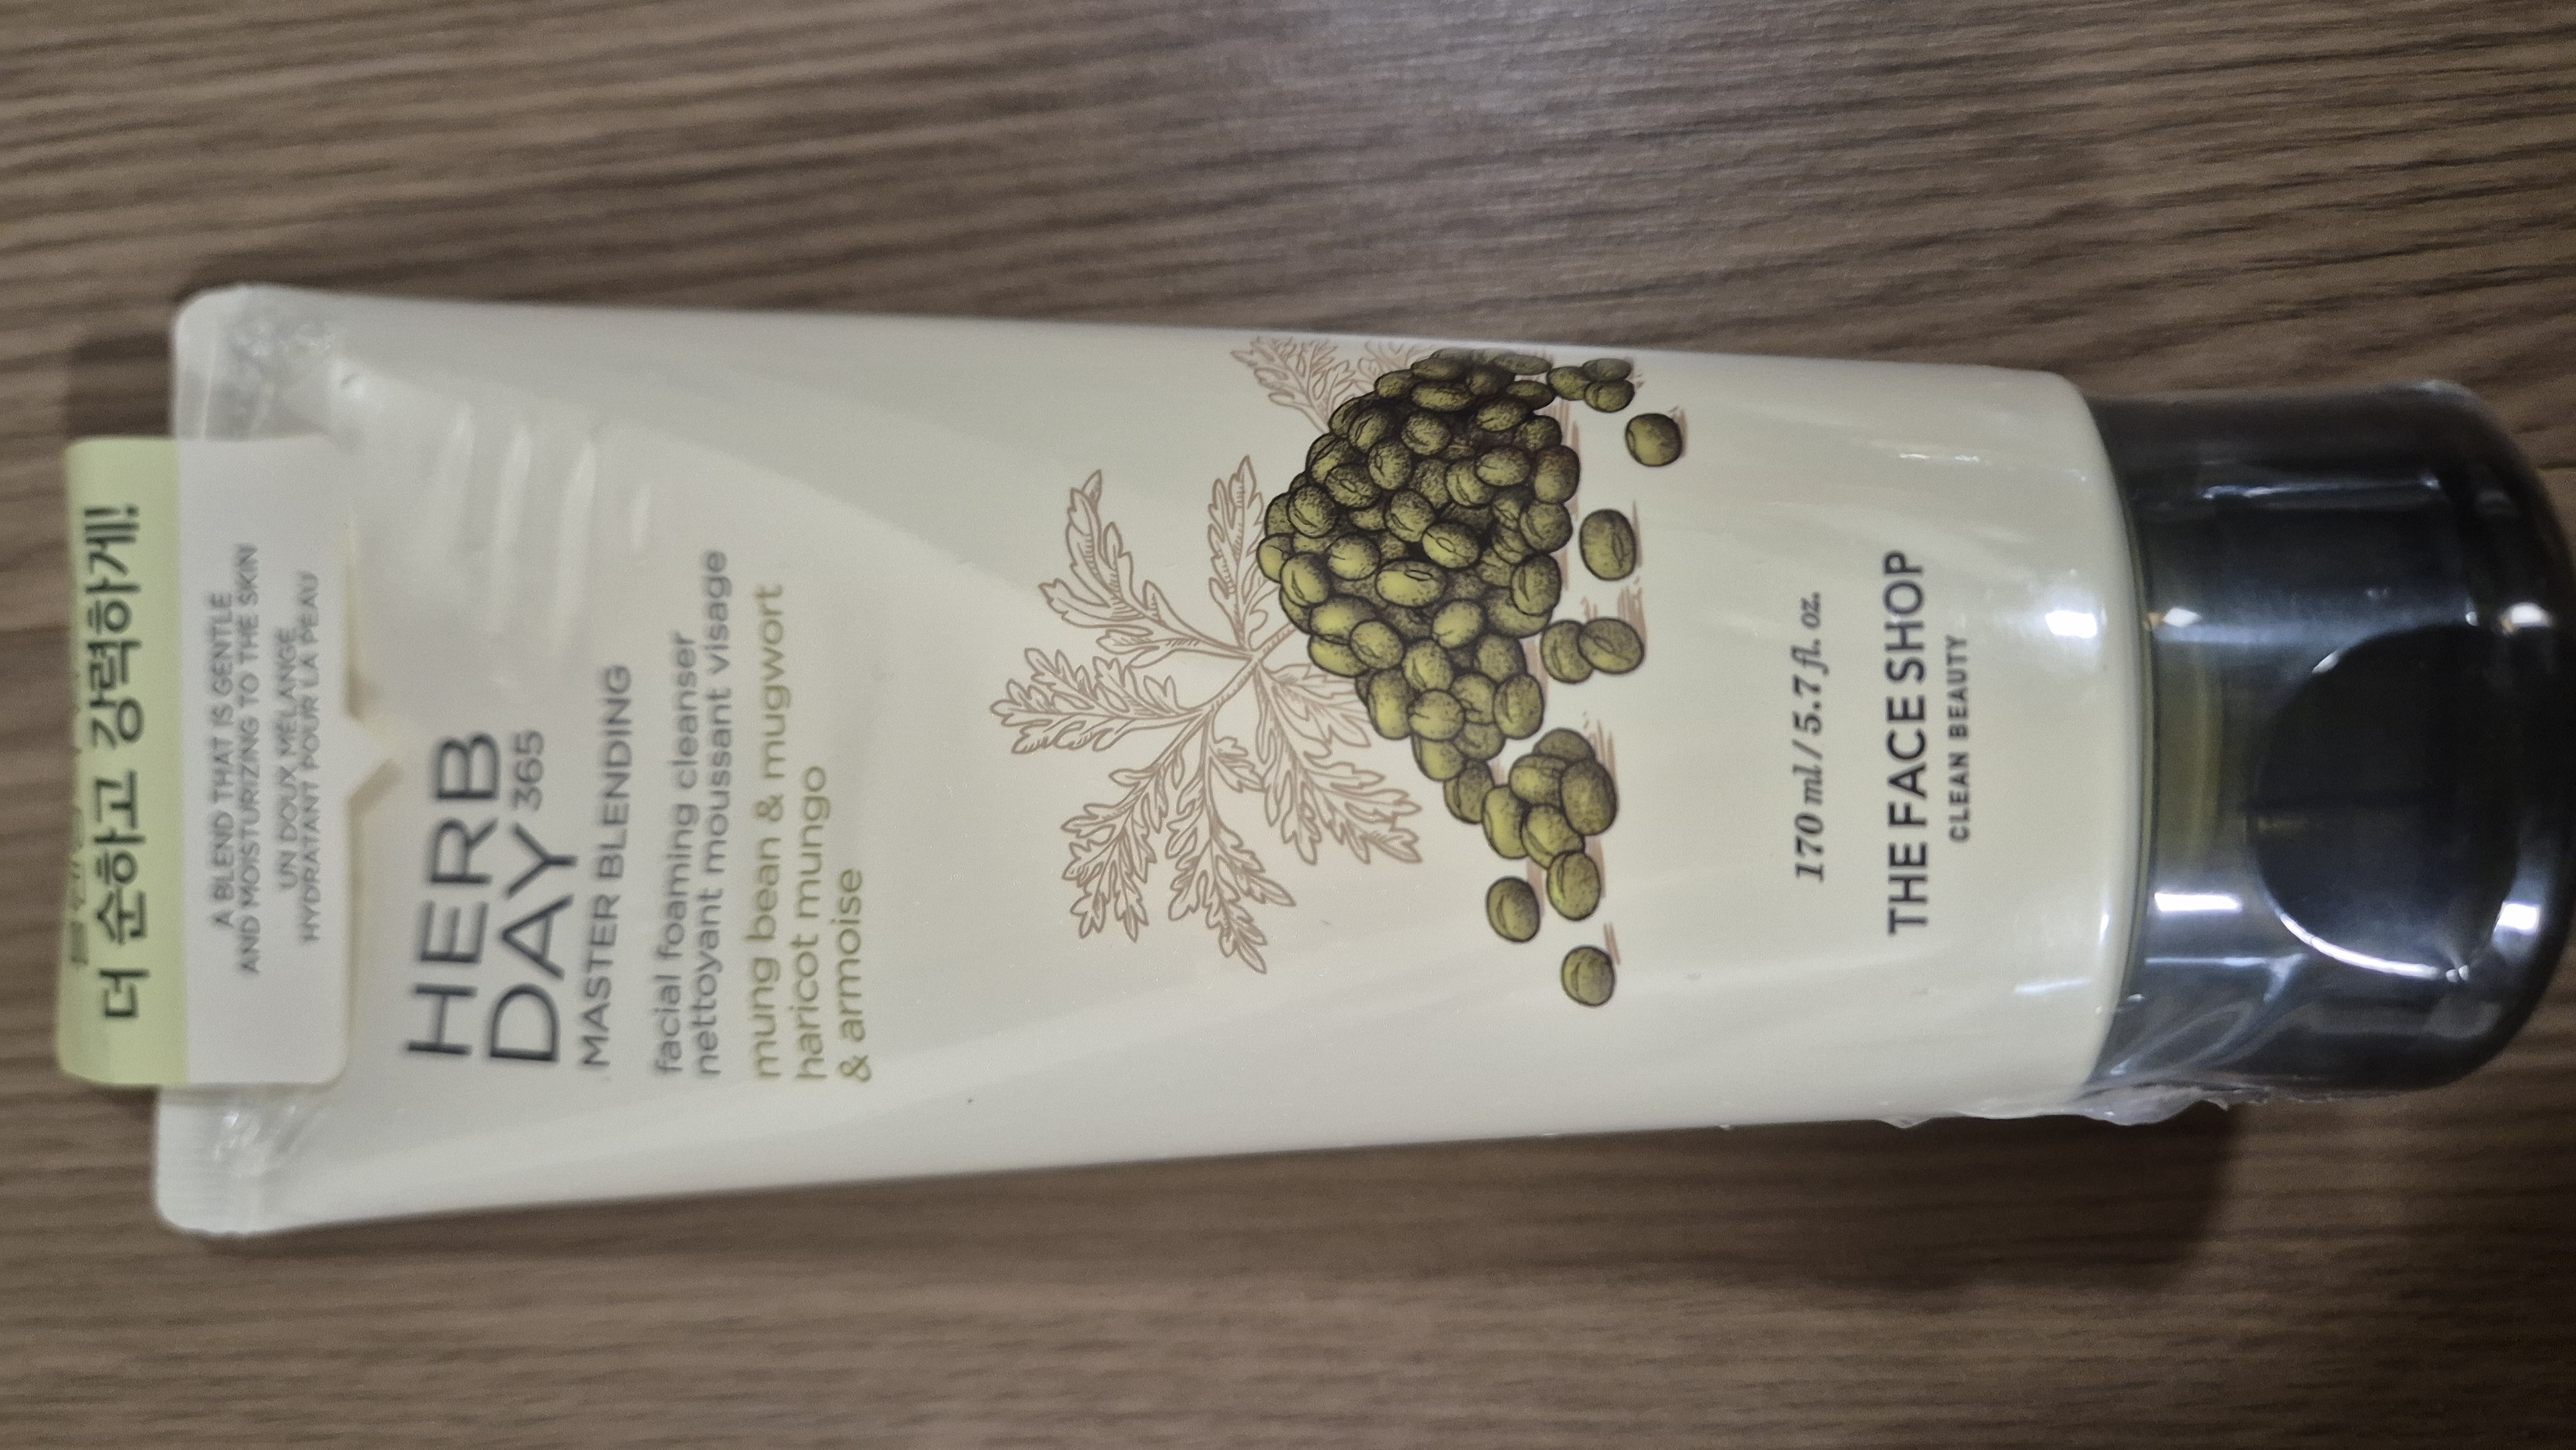 더 순하고 강력하게!
A BLEND THAT IS GENTLE
AND MOISTURIZING TO THE SKIN
UN DOUX MÉLANGE
HYDRATANT POUR LA PEAU
HERB
DAY 365
MASTER BLENDING
facial foaming cleanser
nettoyant moussant visage
mung bean & mugwort
haricot mungo
& armoise
170 ml / 5.7 fl. oz.
THE FACE SHOP
CLEAN BEAUTY